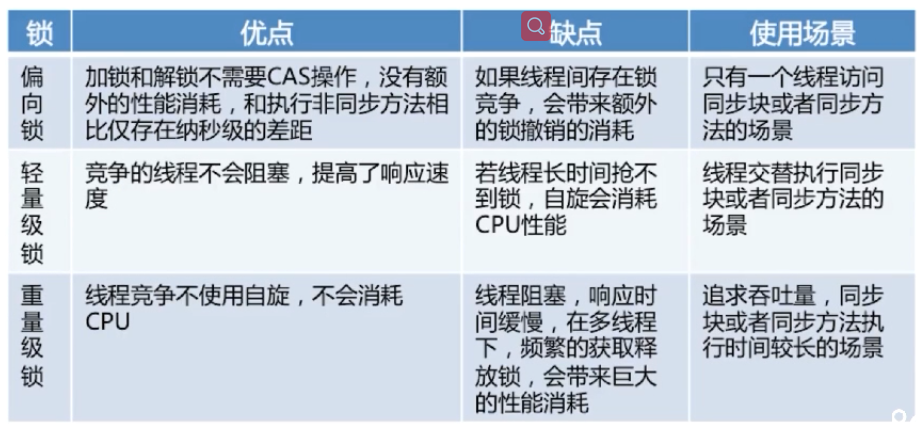 锁 优点 缺点 使用场景
偏向锁
加锁和解锁不需要CAS操作，没有额
外的性能消耗，和执行非同步方法相
比仅存在纳秒级的差距
如果线程间存在锁
竞争，会带来额外
的锁撤销的消耗
只有一个线程访问
同步块或者同步方
法的场景
轻量级锁
竞争的线程不会阻塞，提高了响应速
度
若线程长时间抢不
到锁，自旋会消耗
CPU性能
线程交替执行同步
块或者同步方法的
场景
重量级锁
线程竞争不使用自旋，不会消耗
CPU
线程阻塞，响应时
间缓慢，在多线程
下，频繁的获取释
放锁，会带来巨大
的性能消耗
追求吞吐量，同步
块或者同步方法执
行时间较长的场景